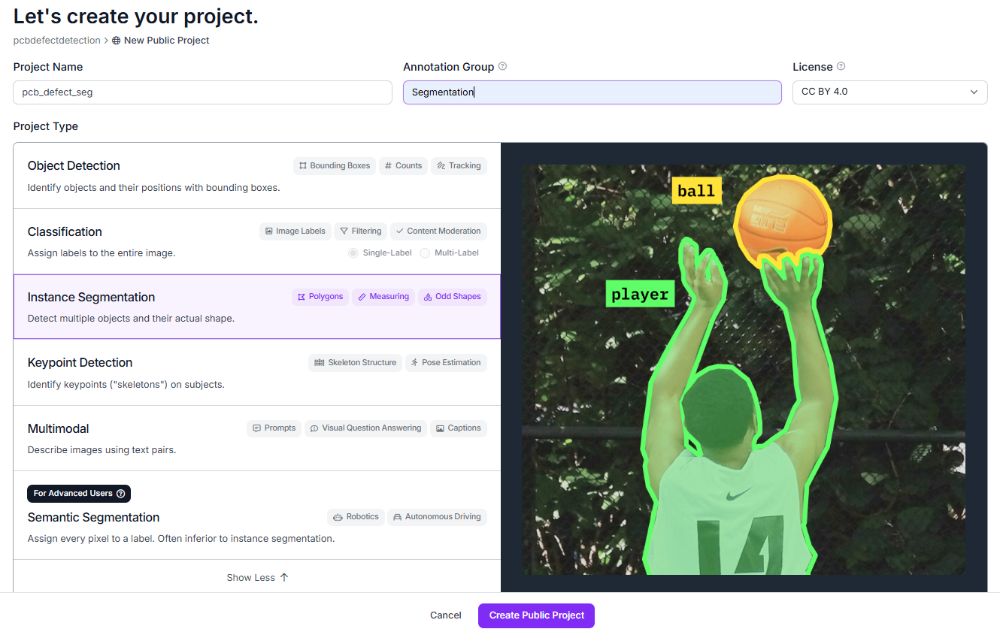 Let's create your project.
pcbdefectdetection > New Public Project
Project Name
Annotation Group
License
pcb_defect_seg
Segmentation
CC BY 4.0
Project Type
Object Detection
Bounding Boxes
# Counts
Tracking
Identify objects and their positions with bounding boxes.
Classification
Image Labels
Filtering
Content Moderation
Assign labels to the entire image.
Single-Label
Multi-Label
Instance Segmentation
Polygons
Measuring
Odd Shapes
Detect multiple objects and their actual shape.
Keypoint Detection
Skeleton Structure
Pose Estimation
Identify keypoints ("skeletons") on subjects.
Multimodal
Prompts
Visual Question Answering
Captions
Describe images using text pairs.
For Advanced Users
Semantic Segmentation
Robotics
Autonomous Driving
Assign every pixel to a label. Often inferior to instance segmentation.
Show Less ↑
ball
player
14
Cancel
Create Public Project